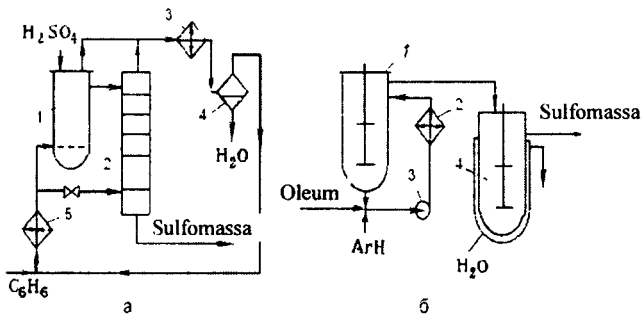 3
H₂SO₄
1
4
2
H₂O
5
Sulfomassa
C₆H₆
а
1
2
Sulfomassa
4
Oleum
3
ArH
H₂O
б